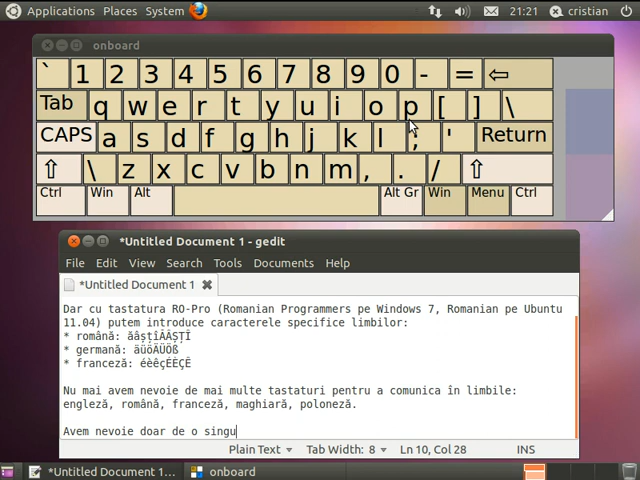 Applications Places System 21:21 cristian
onboard
` 1 2 3 4 5 6 7 8 9 0 - = ⇦
Tab q w e r t y u i o p [ ] \
CAPS a s d f g h j k l ; ' Return
⇧ \ z x c v b n m , . / ⇧
Ctrl Win Alt Alt Gr Win Menu Ctrl
*Untitled Document 1 - gedit
File Edit View Search Tools Documents Help
*Untitled Document 1
Dar cu tastatura RO-Pro (Romanian Programmers pe Windows 7, Romanian pe Ubuntu
11.04) putem introduce caracterele specifice limbilor:
* română: ăâșțîĂÂȘȚÎ
* germană: äüöÄÜÖß
* franceză: éèêçÉÈÇË
Nu mai avem nevoie de mai multe tastaturi pentru a comunica în limbile:
engleză, română, franceză, maghiară, poloneză.
Avem nevoie doar de o singu
Plain Text Tab Width: 8 Ln 10, Col 28 INS
*Untitled Document 1... onboard